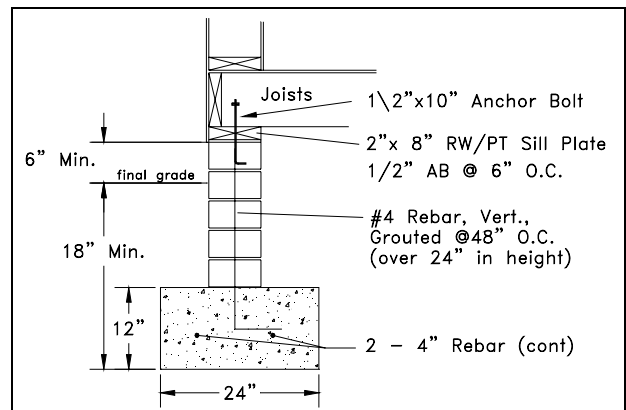 Joists
1\2"x10" Anchor Bolt
2"x 8" RW/PT Sill Plate
1/2" AB @ 6" O.C.
6" Min.
final grade
#4 Rebar, Vert.,
Grouted @48" O.C.
(over 24" in height)
18" Min.
12"
2 – 4" Rebar (cont)
24"